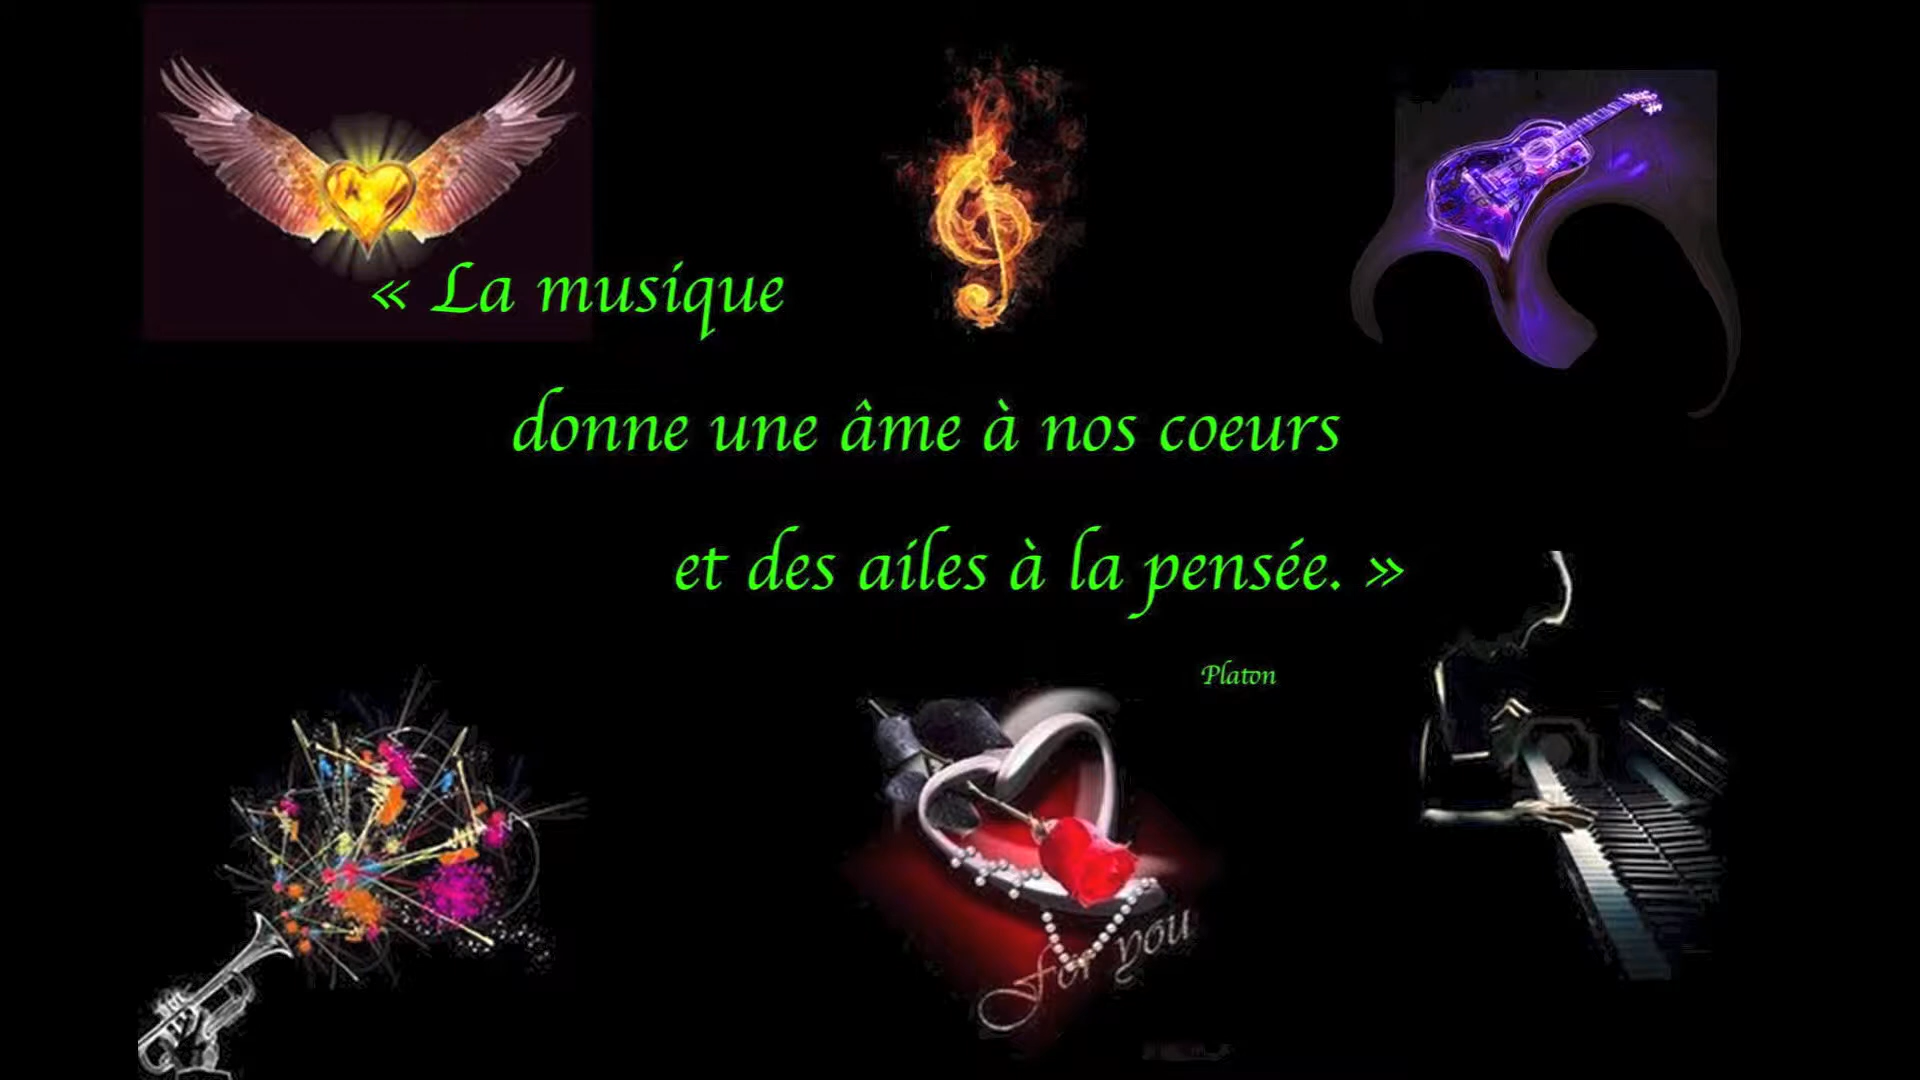 « La musique
donne une âme à nos coeurs
et des ailes à la pensée. »
Platon
For you